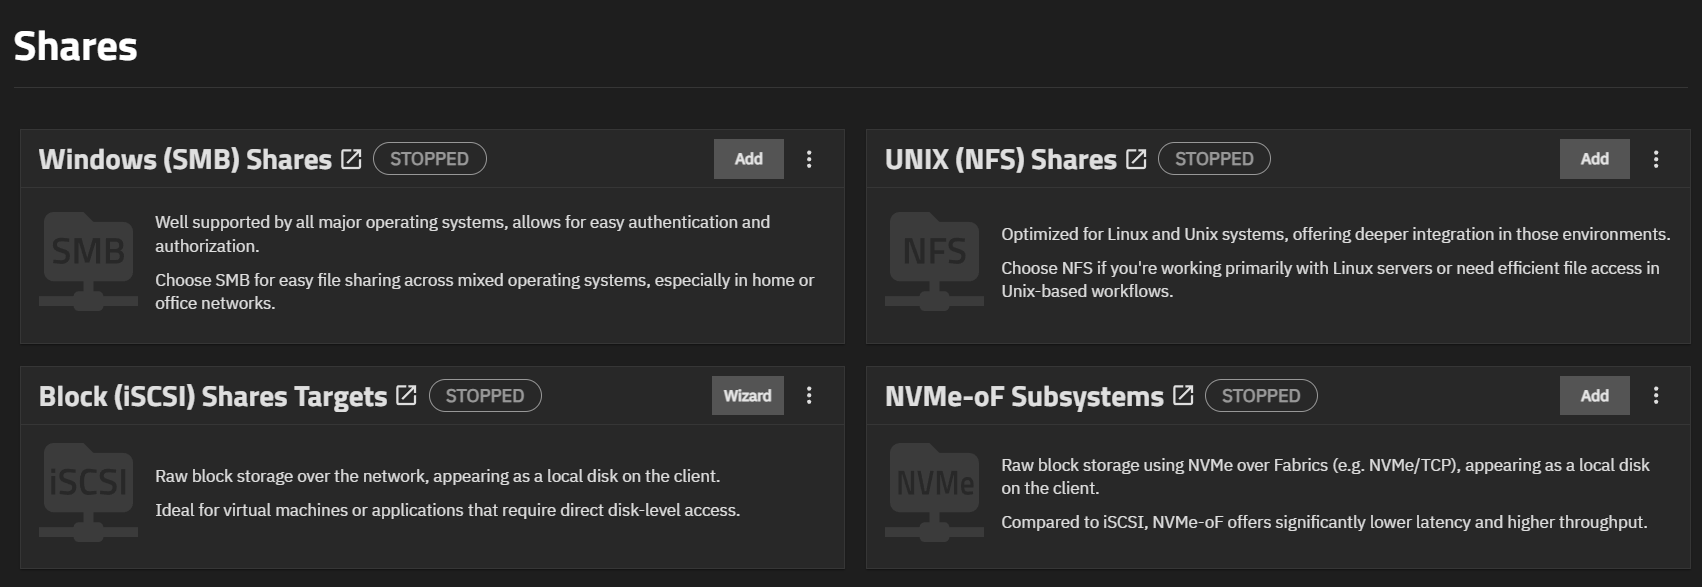 Shares
Windows (SMB) Shares STOPPED Add
SMB
Well supported by all major operating systems, allows for easy authentication and
authorization.
Choose SMB for easy file sharing across mixed operating systems, especially in home or
office networks.
UNIX (NFS) Shares STOPPED Add
NFS
Optimized for Linux and Unix systems, offering deeper integration in those environments.
Choose NFS if you're working primarily with Linux servers or need efficient file access in
Unix-based workflows.
Block (iSCSI) Shares Targets STOPPED Wizard
iSCSI
Raw block storage over the network, appearing as a local disk on the client.
Ideal for virtual machines or applications that require direct disk-level access.
NVMe-oF Subsystems STOPPED Add
NVMe
Raw block storage using NVMe over Fabrics (e.g. NVMe/TCP), appearing as a local disk
on the client.
Compared to iSCSI, NVMe-oF offers significantly lower latency and higher throughput.